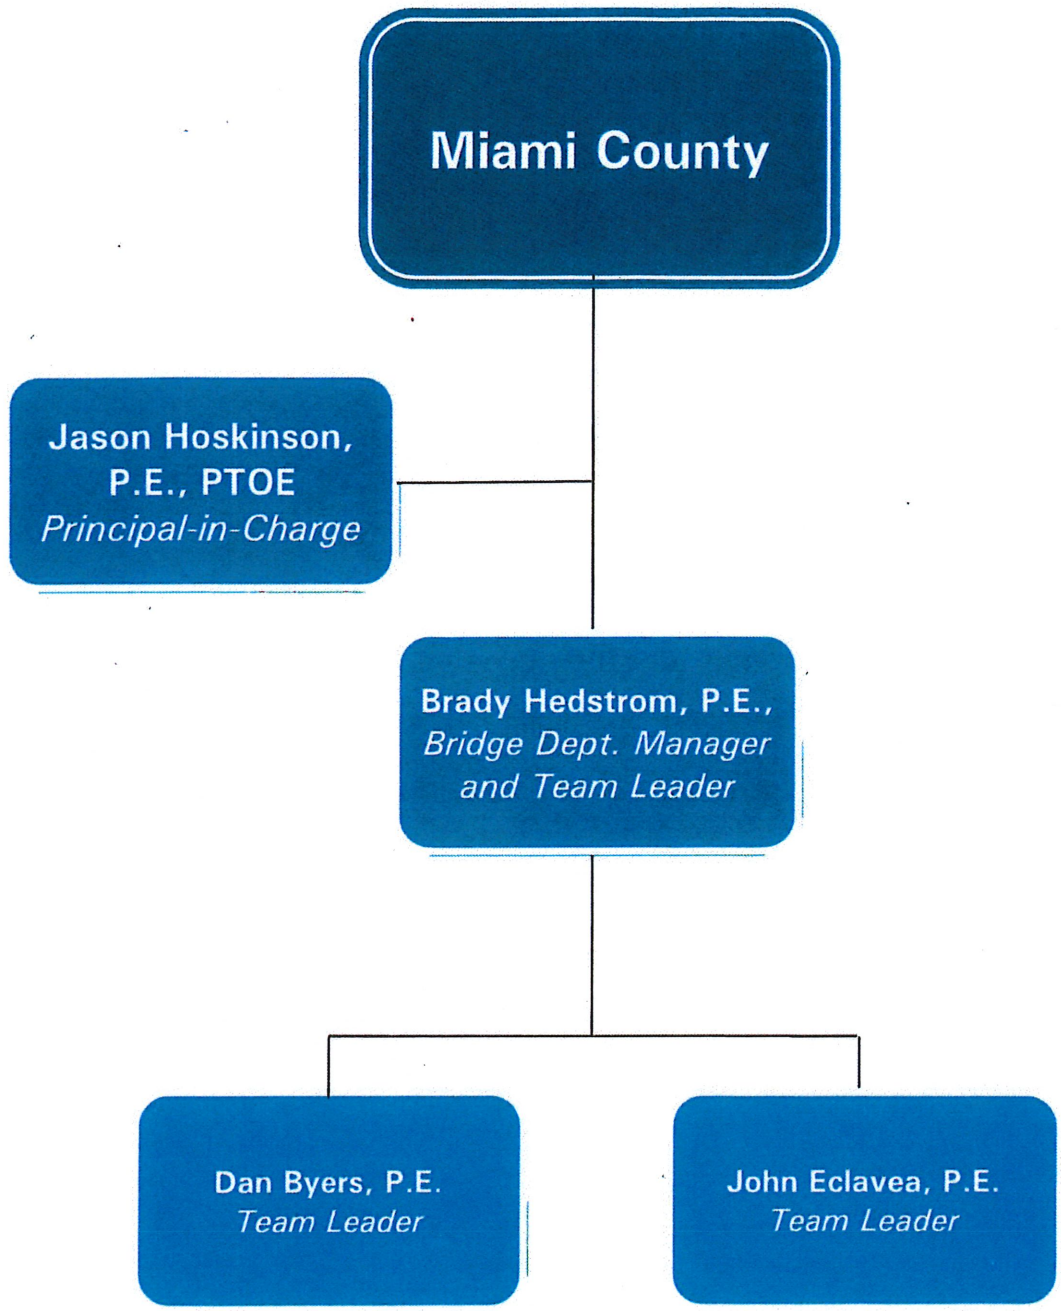 Miami County
Jason Hoskinson,
P.E., PTOE
Principal-in-Charge
Brady Hedstrom, P.E.,
Bridge Dept. Manager
and Team Leader
Dan Byers, P.E.
Team Leader
John Eclavea, P.E.
Team Leader